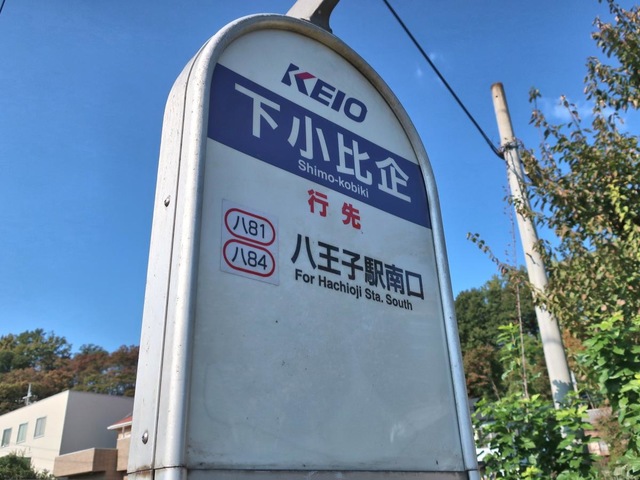 KEIO
下小比企
Shimo-kobiki
行先
八81
八84
八王子駅南口
For Hachioji Sta. South